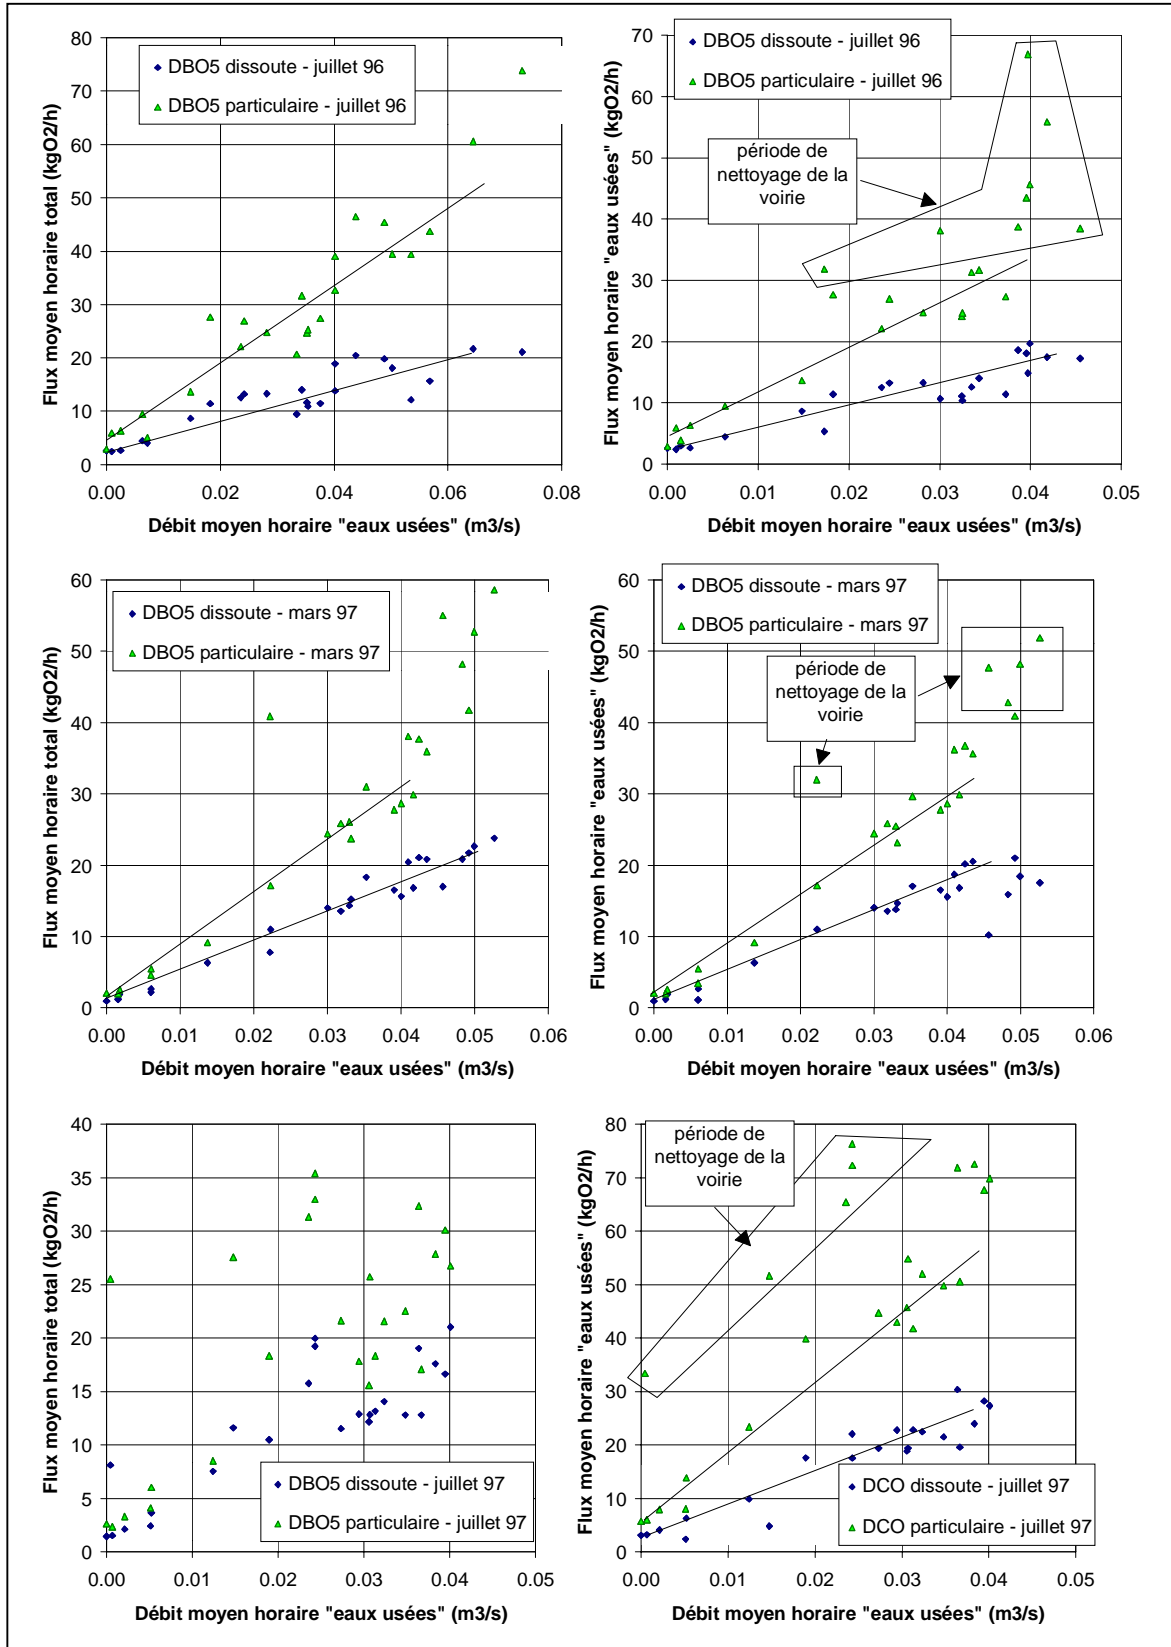 80
70
60
50
40
30
20
10
0
Flux moyen horaire total (kgO2/h)
DBO5 dissoute - juillet 96
DBO5 particulaire - juillet 96
0.00 0.02 0.04 0.06 0.08
Débit moyen horaire "eaux usées" (m3/s)
70
60
50
40
30
20
10
0
Flux moyen horaire "eaux usées" (kgO2/h)
DBO5 dissoute - juillet 96
DBO5 particulaire - juillet 96
période de
nettoyage de la
voirie
0.00 0.01 0.02 0.03 0.04 0.05
Débit moyen horaire "eaux usées" (m3/s)
60
50
40
30
20
10
0
Flux moyen horaire total (kgO2/h)
DBO5 dissoute - mars 97
DBO5 particulaire - mars 97
0.00 0.01 0.02 0.03 0.04 0.05 0.06
Débit moyen horaire "eaux usées" (m3/s)
60
50
40
30
20
10
0
Flux moyen horaire "eaux usées" (kgO2/h)
DBO5 dissoute - mars 97
DBO5 particulaire - mars 97
période de
nettoyage de la
voirie
0.00 0.01 0.02 0.03 0.04 0.05 0.06
Débit moyen horaire "eaux usées" (m3/s)
40
35
30
25
20
15
10
5
0
Flux moyen horaire total (kgO2/h)
DBO5 dissoute - juillet 97
DBO5 particulaire - juillet 97
0.00 0.01 0.02 0.03 0.04 0.05
Débit moyen horaire "eaux usées" (m3/s)
80
70
60
50
40
30
20
10
0
Flux moyen horaire "eaux usées" (kgO2/h)
période de
nettoyage de la
voirie
DCO dissoute - juillet 97
DCO particulaire - juillet 97
0.00 0.01 0.02 0.03 0.04 0.05
Débit moyen horaire "eaux usées" (m3/s)